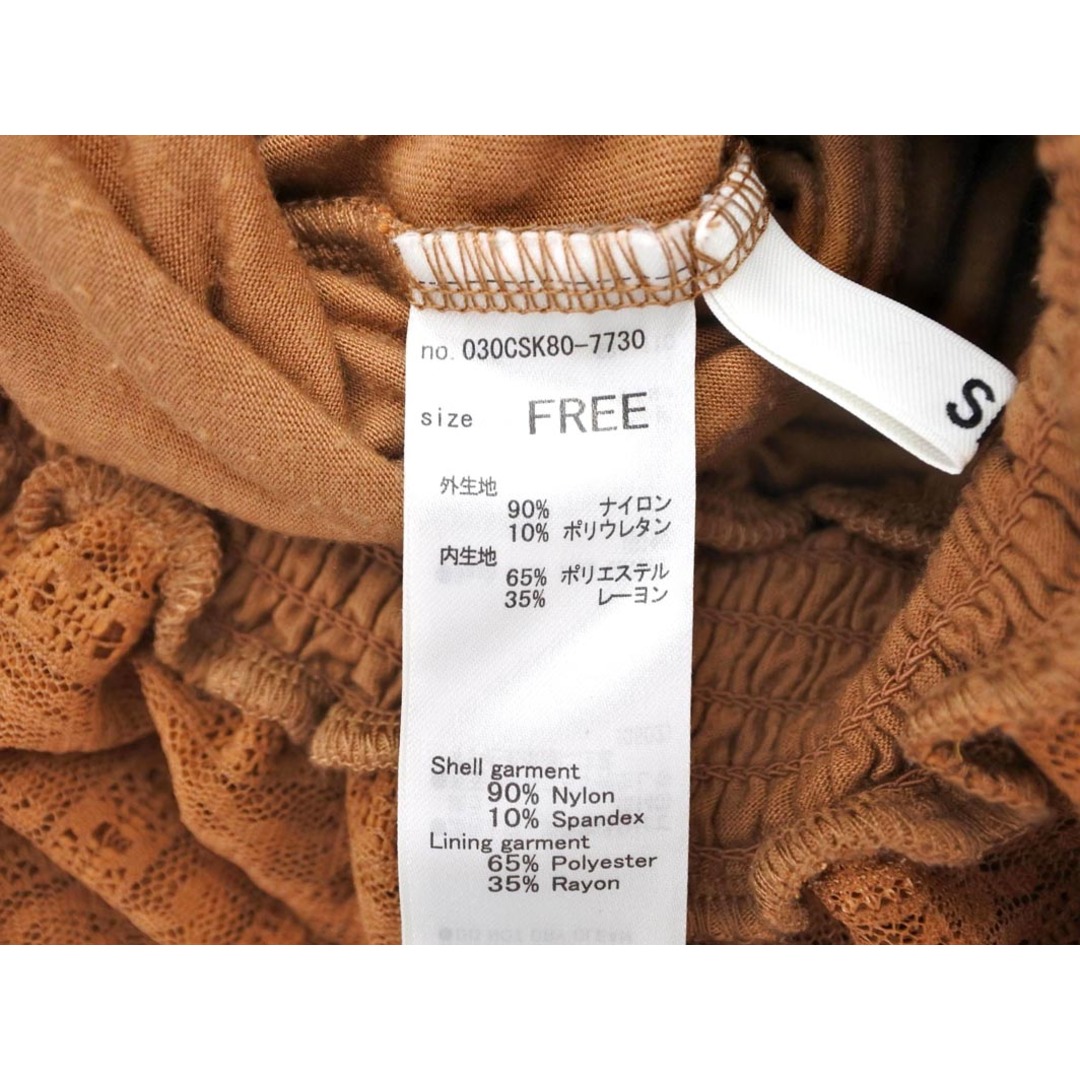 no. 030CSK80-7730
size FREE
外生地
90% ナイロン
10% ポリウレタン
内生地
65% ポリエステル
35% レーヨン
Shell garment
90% Nylon
10% Spandex
Lining garment
65% Polyester
35% Rayon